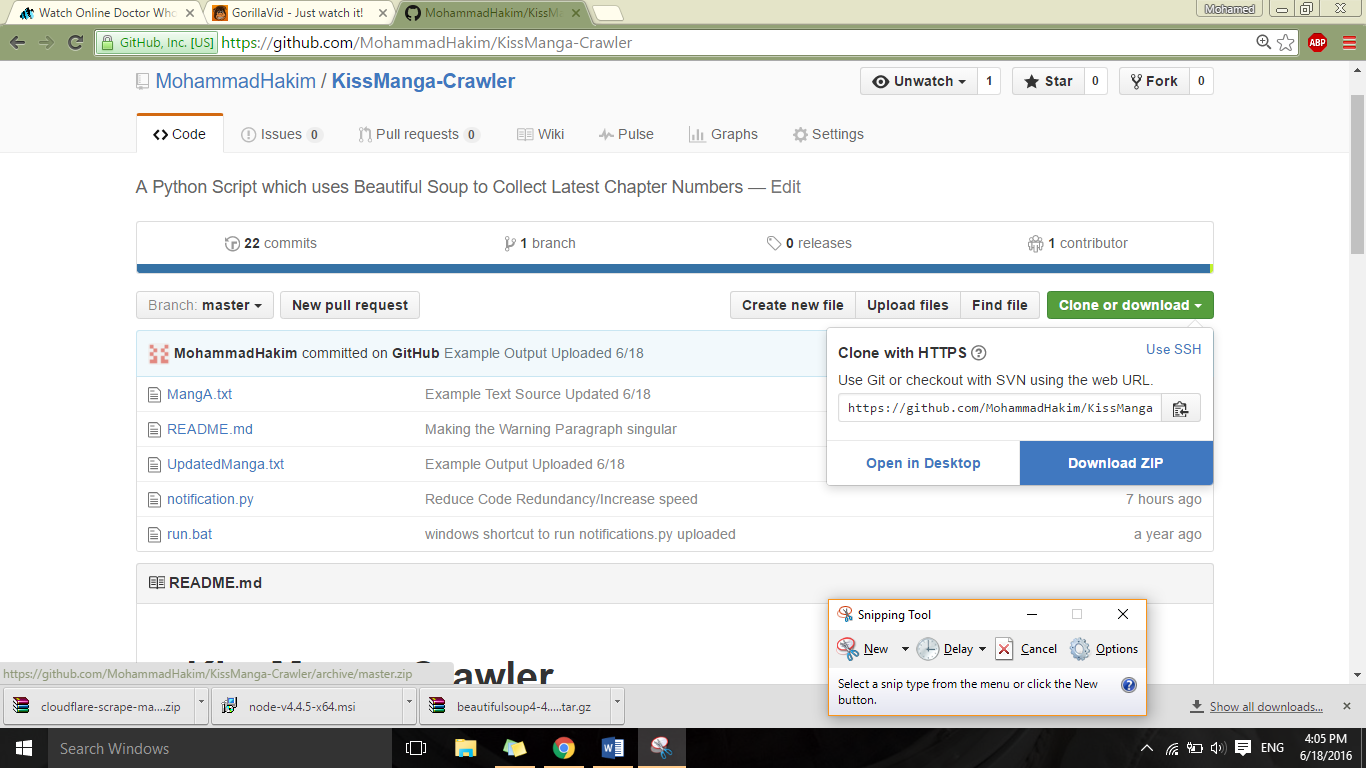 Watch Online Doctor Who
GorillaVid - Just watch it!
MohammadHakim/KissM
Mohamed
GitHub, Inc. [US] https://github.com/MohammadHakim/KissManga-Crawler
ABP
MohammadHakim / KissManga-Crawler
Unwatch 1 Star 0 Fork 0
Code Issues 0 Pull requests 0 Wiki Pulse Graphs Settings
A Python Script which uses Beautiful Soup to Collect Latest Chapter Numbers — Edit
22 commits 1 branch 0 releases 1 contributor
Branch: master New pull request Create new file Upload files Find file Clone or download
MohammadHakim committed on GitHub Example Output Uploaded 6/18
MangA.txt Example Text Source Updated 6/18
README.md Making the Warning Paragraph singular
UpdatedManga.txt Example Output Uploaded 6/18
notification.py Reduce Code Redundancy/Increase speed 7 hours ago
run.bat windows shortcut to run notifications.py uploaded a year ago
Clone with HTTPS ? Use SSH
Use Git or checkout with SVN using the web URL.
https://github.com/MohammadHakim/KissManga
Open in Desktop Download ZIP
README.md
Crawler
Snipping Tool
New Delay Cancel Options
Select a snip type from the menu or click the New
button.
https://github.com/MohammadHakim/KissManga-Crawler/archive/master.zip
cloudflare-scrape-ma....zip node-v4.4.5-x64.msi beautifulsoup4-4.....tar.gz Show all downloads...
Search Windows
ENG
4:05 PM
6/18/2016